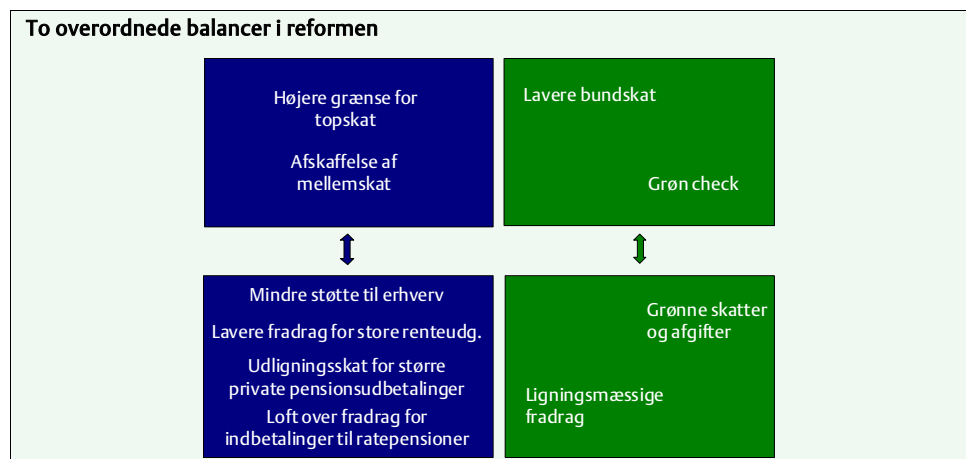 To overordnede balancer i reformen
Højere grænse for
topskat
Afskaffelse af
mellemskat
Lavere bundskat
Grøn check
Mindre støtte til erhverv
Lavere fradrag for store renteudg.
Udligningsskat for større
private pensionsudbetalinger
Loft over fradrag for
indbetalinger til ratepensioner
Grønne skatter
og afgifter
Ligningsmæssige
fradrag